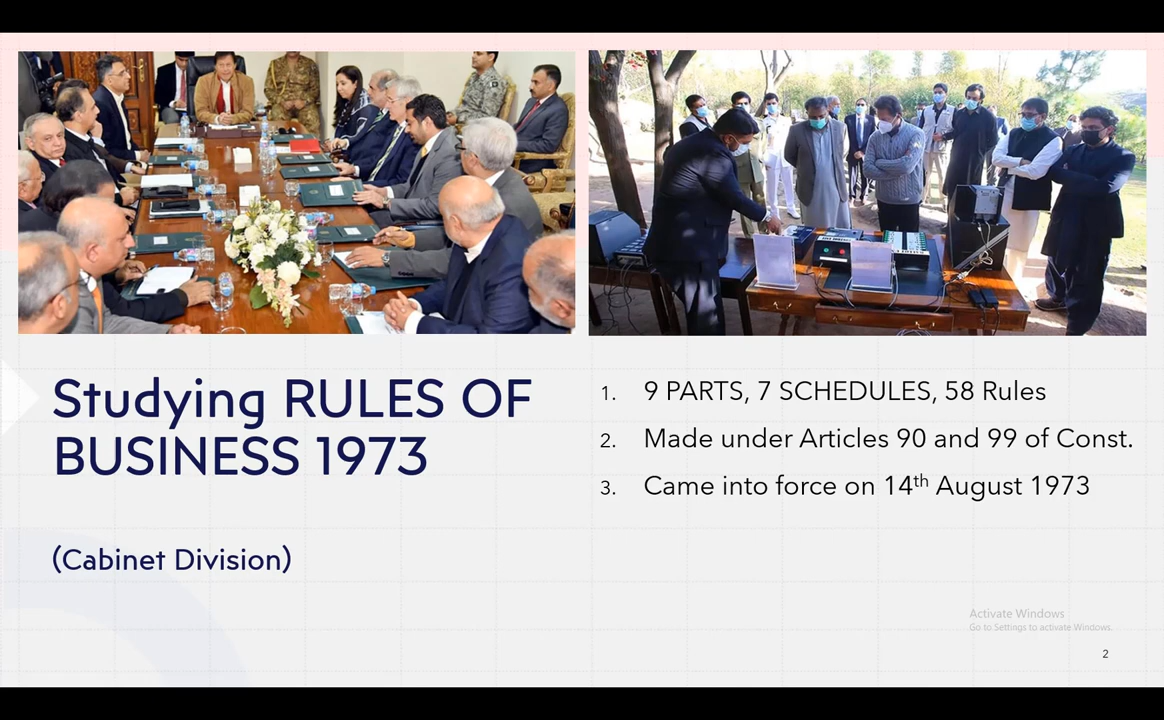 Studying RULES OF
BUSINESS 1973
(Cabinet Division)
1. 9 PARTS, 7 SCHEDULES, 58 Rules
2. Made under Articles 90 and 99 of Const.
3. Came into force on 14th August 1973
Activate Windows
Go to Settings to activate Windows.
2